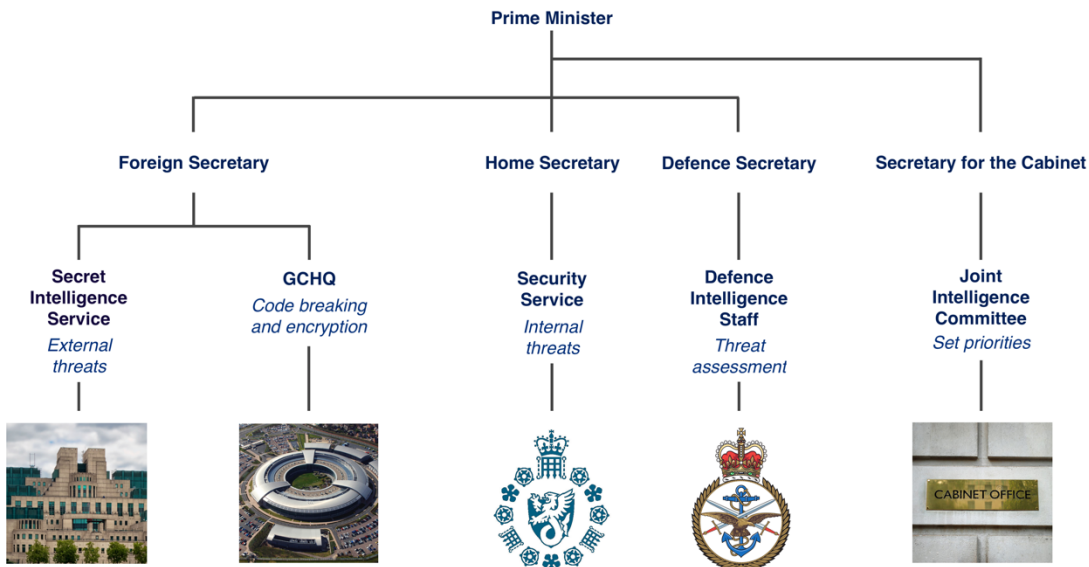 Prime Minister
Foreign Secretary
Home Secretary
Defence Secretary
Secretary for the Cabinet
Secret
Intelligence
Service
External
threats
GCHQ
Code breaking
and encryption
Security
Service
Internal
threats
Defence
Intelligence
Staff
Threat
assessment
Joint
Intelligence
Committee
Set priorities
CABINET OFFICE